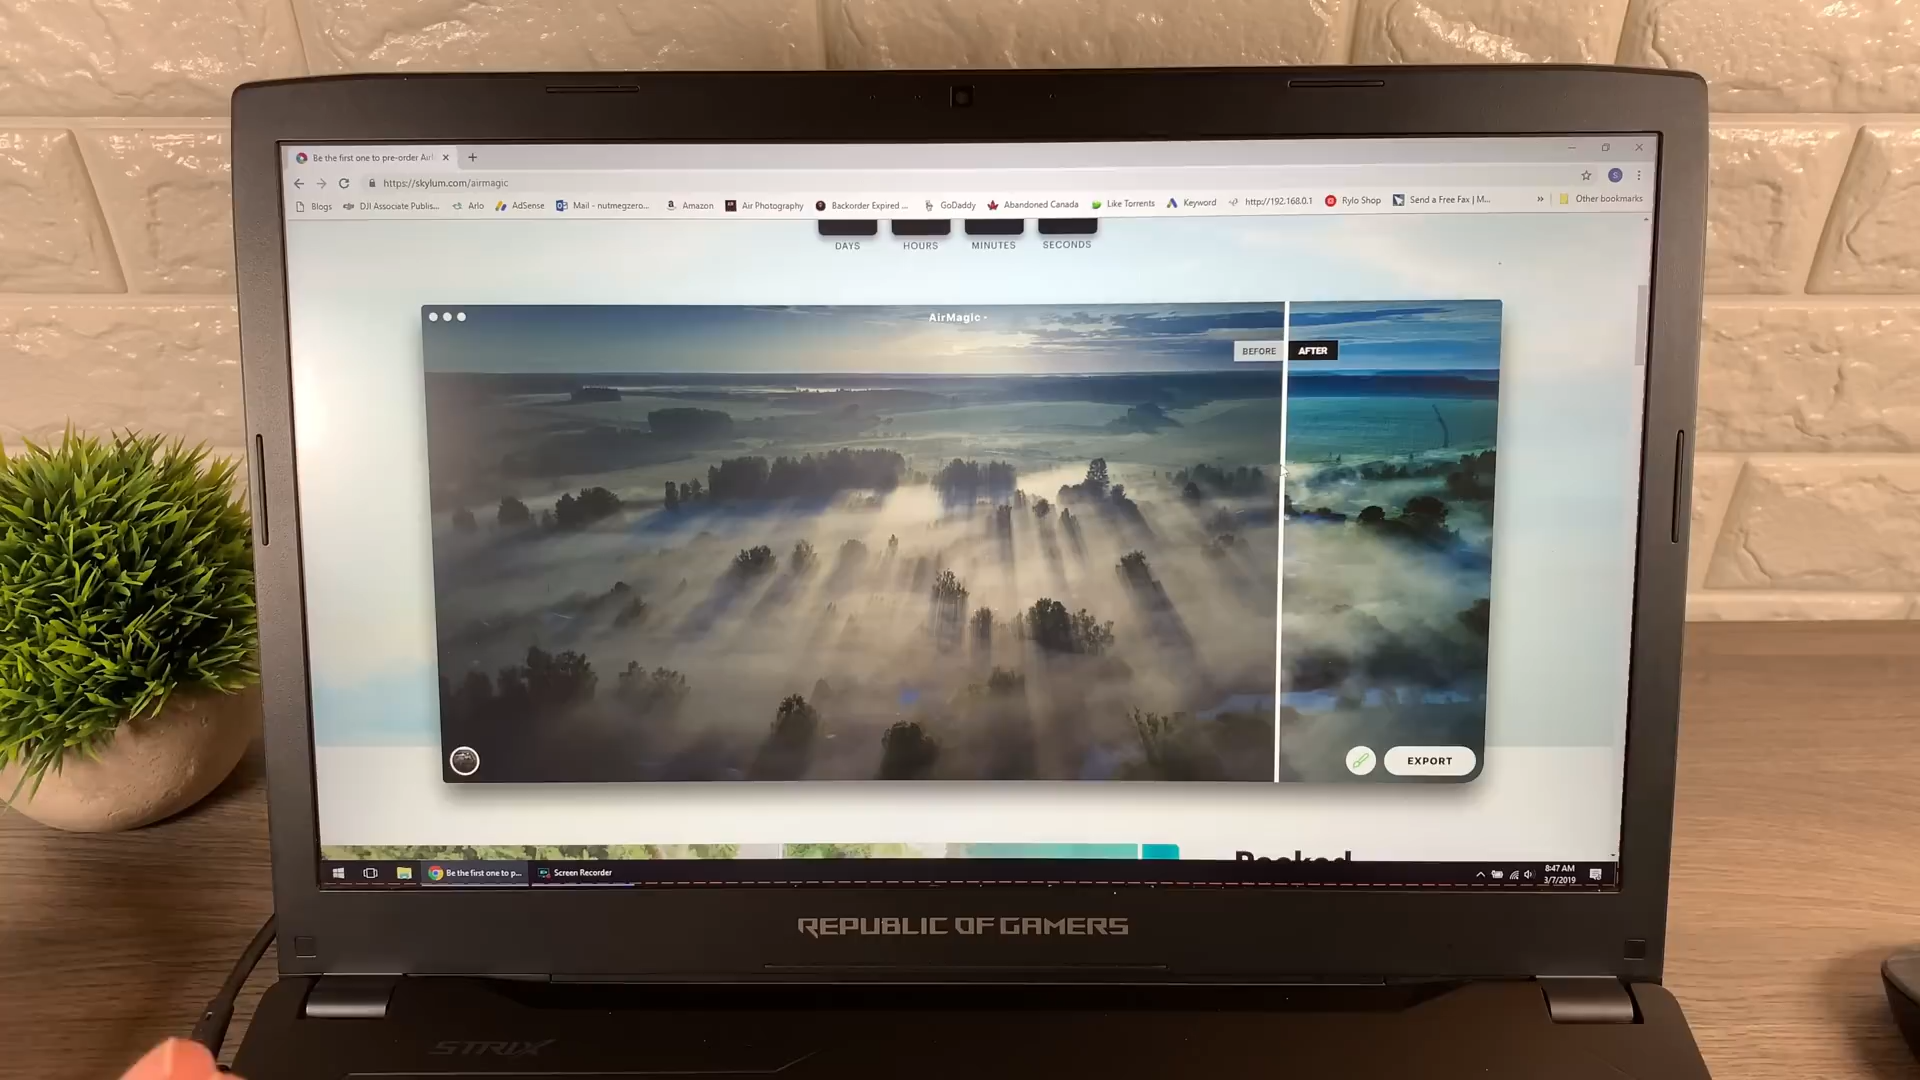 Be the first one to pre-order Airl
https://skylum.com/airmagic
Blogs DJI Associate Publis... Arlo AdSense Mail - nutmegzero... Amazon Air Photography Backorder Expired ... GoDaddy Abandoned Canada Like Torrents Keyword http://192.168.0.1 Rylo Shop Send a Free Fax | M... » Other bookmarks
DAYS HOURS MINUTES SECONDS
AirMagic
BEFORE AFTER
EXPORT
Be the first one to p... Screen Recorder
8:47 AM
3/7/2019
REPUBLIC OF GAMERS
STRIX